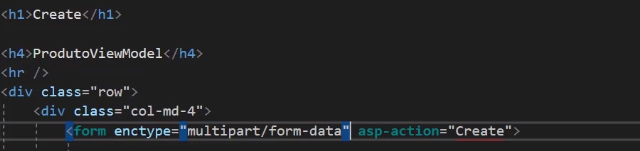 <h1>Create</h1>
<h4>ProdutoViewModel</h4>
<hr />
<div class="row">
<div class="col-md-4">
<form enctype="multipart/form-data" asp-action="Create">